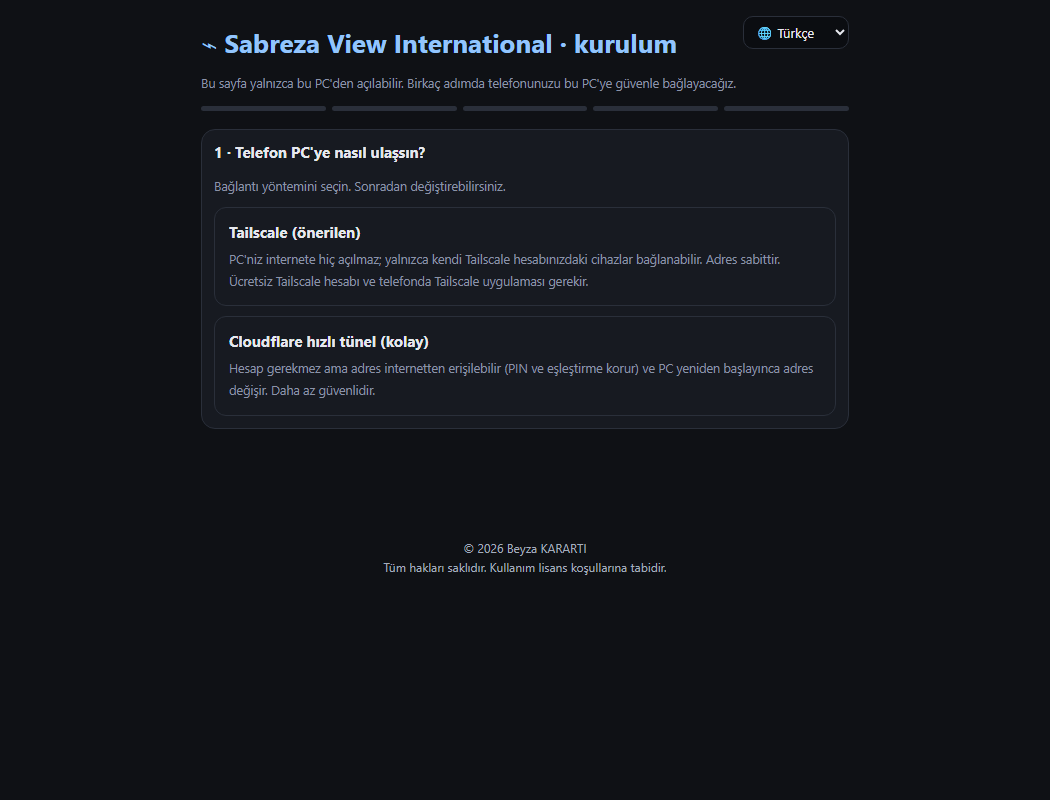 Sabreza View International · kurulum
Türkçe
Bu sayfa yalnızca bu PC'den açılabilir. Birkaç adımda telefonunuzu bu PC'ye güvenle bağlayacağız.
1 · Telefon PC'ye nasıl ulaşsın?
Bağlantı yöntemini seçin. Sonradan değiştirebilirsiniz.
Tailscale (önerilen)
PC'niz internete hiç açılmaz; yalnızca kendi Tailscale hesabınızdaki cihazlar bağlanabilir. Adres sabittir.
Ücretsiz Tailscale hesabı ve telefonda Tailscale uygulaması gerekir.
Cloudflare hızlı tünel (kolay)
Hesap gerekmez ama adres internetten erişilebilir (PIN ve eşleştirme korur) ve PC yeniden başlayınca adres
değişir. Daha az güvenlidir.
© 2026 Beyza KARARTI
Tüm hakları saklıdır. Kullanım lisans koşullarına tabidir.